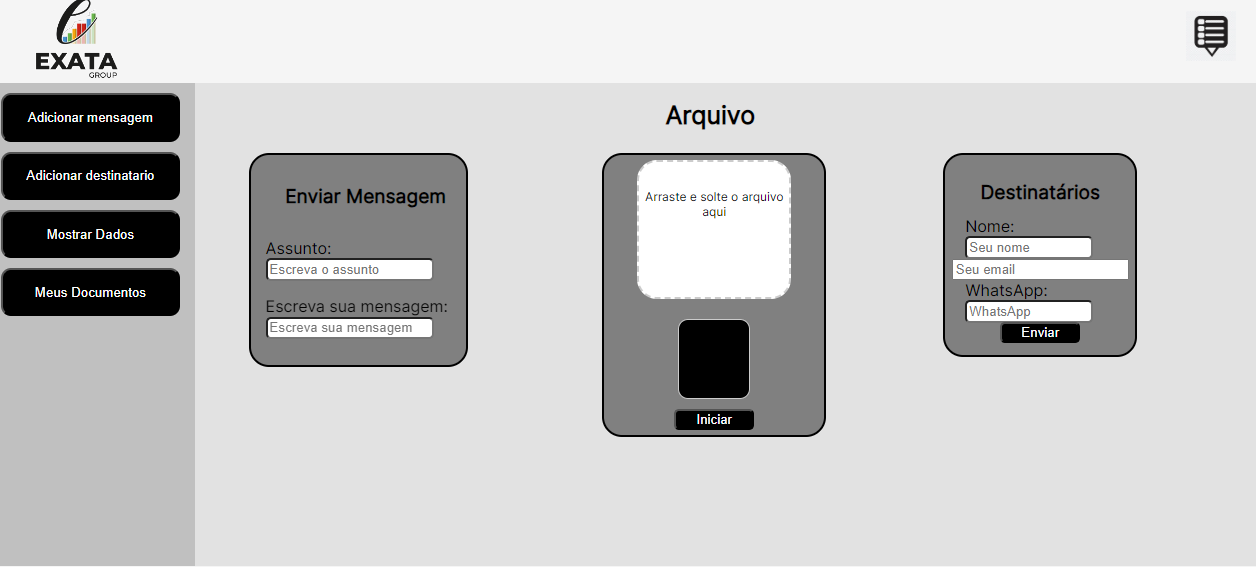 EXATA
GROUP
Adicionar mensagem
Adicionar destinatario
Mostrar Dados
Meus Documentos
Arquivo
Enviar Mensagem
Assunto:
Escreva o assunto
Escreva sua mensagem:
Escreva sua mensagem
Arraste e solte o arquivo
aqui
Iniciar
Destinatários
Nome:
Seu nome
Seu email
WhatsApp:
WhatsApp
Enviar